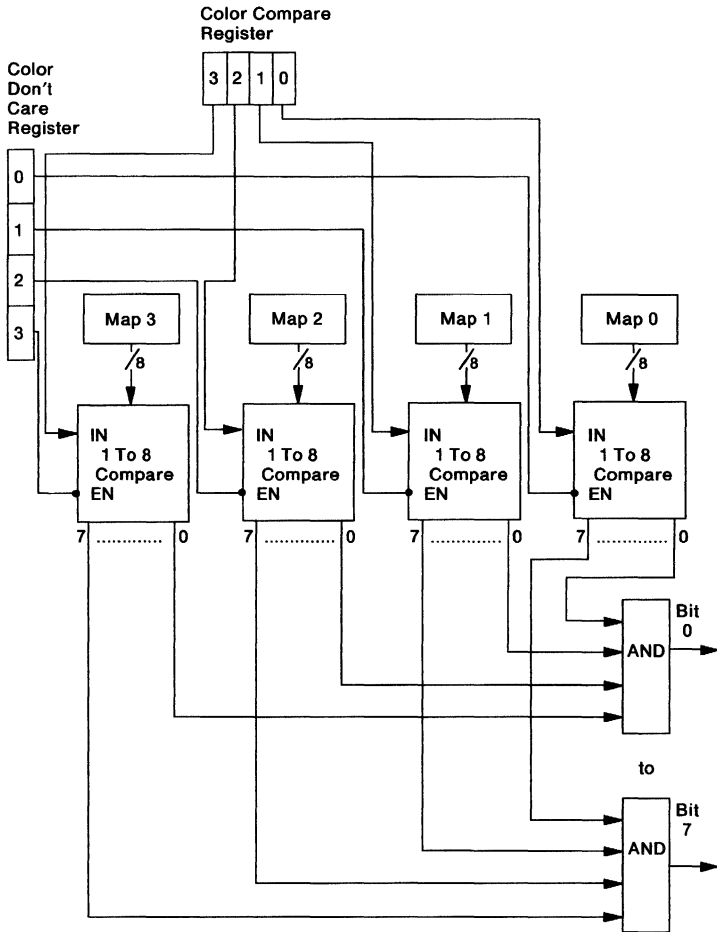 Color Compare
Register
Color
Don't
Care
Register
3 2 1 0
0
1
2
3
Map 3
Map 2
Map 1
Map 0
8
8
8
8
IN
1 To 8
Compare
EN
IN
1 To 8
Compare
EN
IN
1 To 8
Compare
EN
IN
1 To 8
Compare
EN
7 ............ 0
7 ............ 0
7 ............ 0
7 ............ 0
Bit
0
AND
to
Bit
7
AND